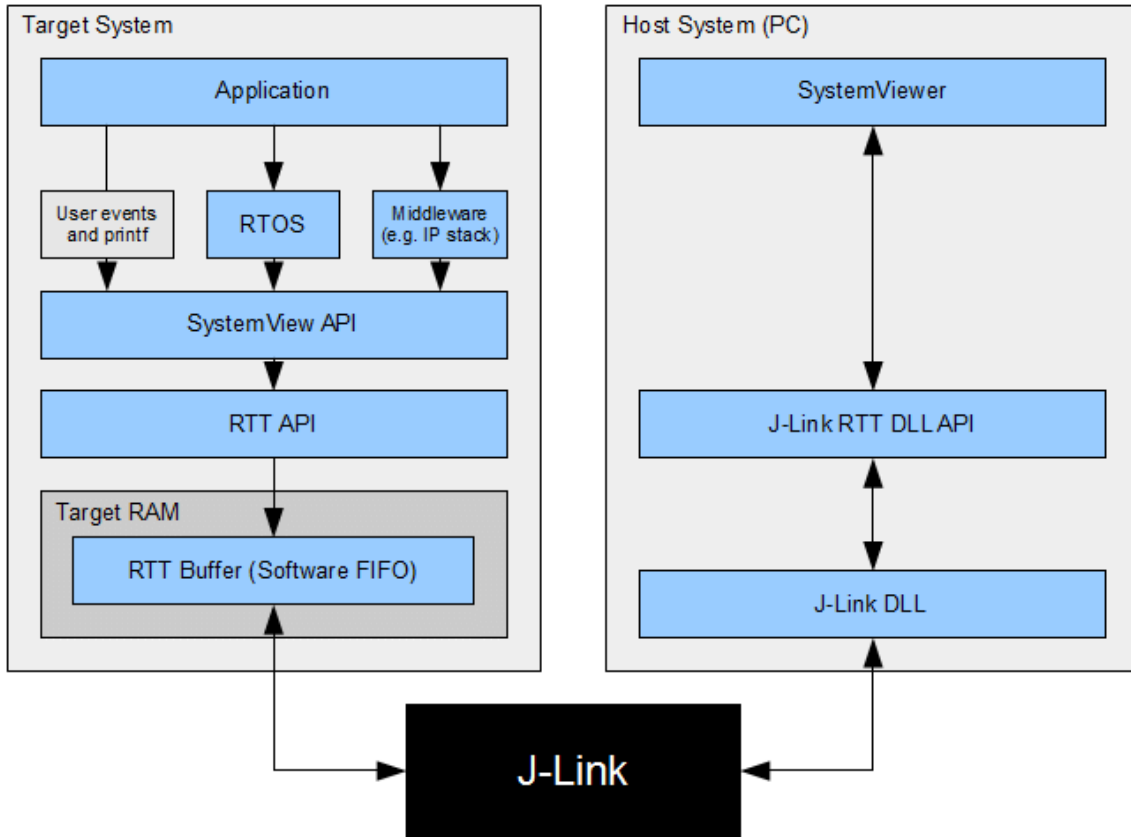 Target System
Application
User events
and printf
RTOS
Middleware
(e.g. IP stack)
SystemView API
RTT API
Target RAM
RTT Buffer (Software FIFO)
Host System (PC)
SystemViewer
J-Link RTT DLL API
J-Link DLL
J-Link